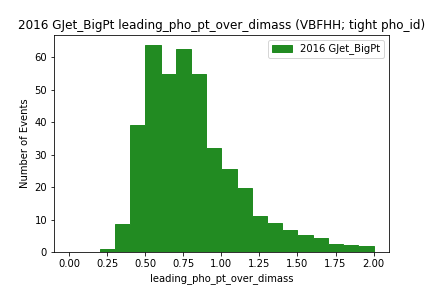 2016 GJet_BigPt leading_pho_pt_over_dimass (VBFHH; tight pho_id)
2016 GJet_BigPt
Number of Events
60
50
40
30
20
10
0
0.00 0.25 0.50 0.75 1.00 1.25 1.50 1.75 2.00
leading_pho_pt_over_dimass